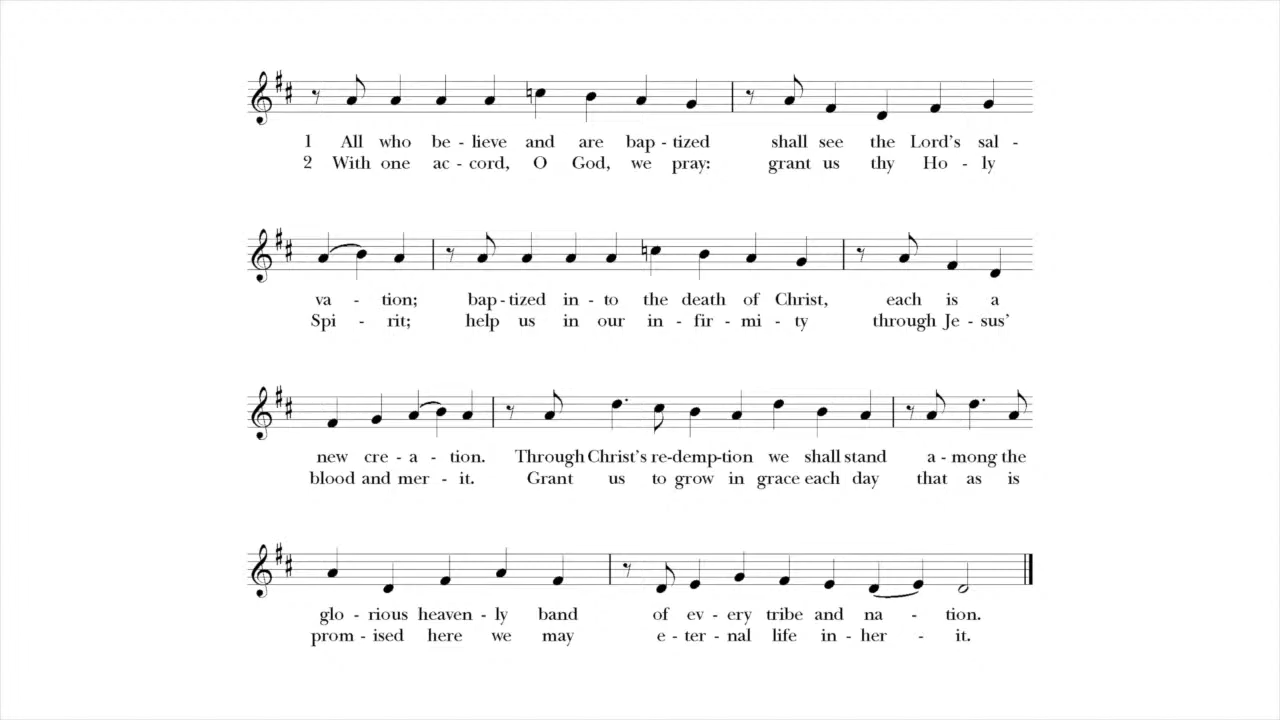 1 All who be - lieve and are bap - tized shall see the Lord's sal -
2 With one ac - cord, O God, we pray: grant us thy Ho - ly
va - tion; bap - tized in - to the death of Christ, each is a
Spi - rit; help us in our in - fir - mi - ty through Je - sus'
new cre - a - tion. Through Christ's re - demp - tion we shall stand a - mong the
blood and mer - it. Grant us to grow in grace each day that as is
glo - rious heaven - ly band of ev - ery tribe and na - tion.
prom - ised here we may e - ter - nal life in - her - it.